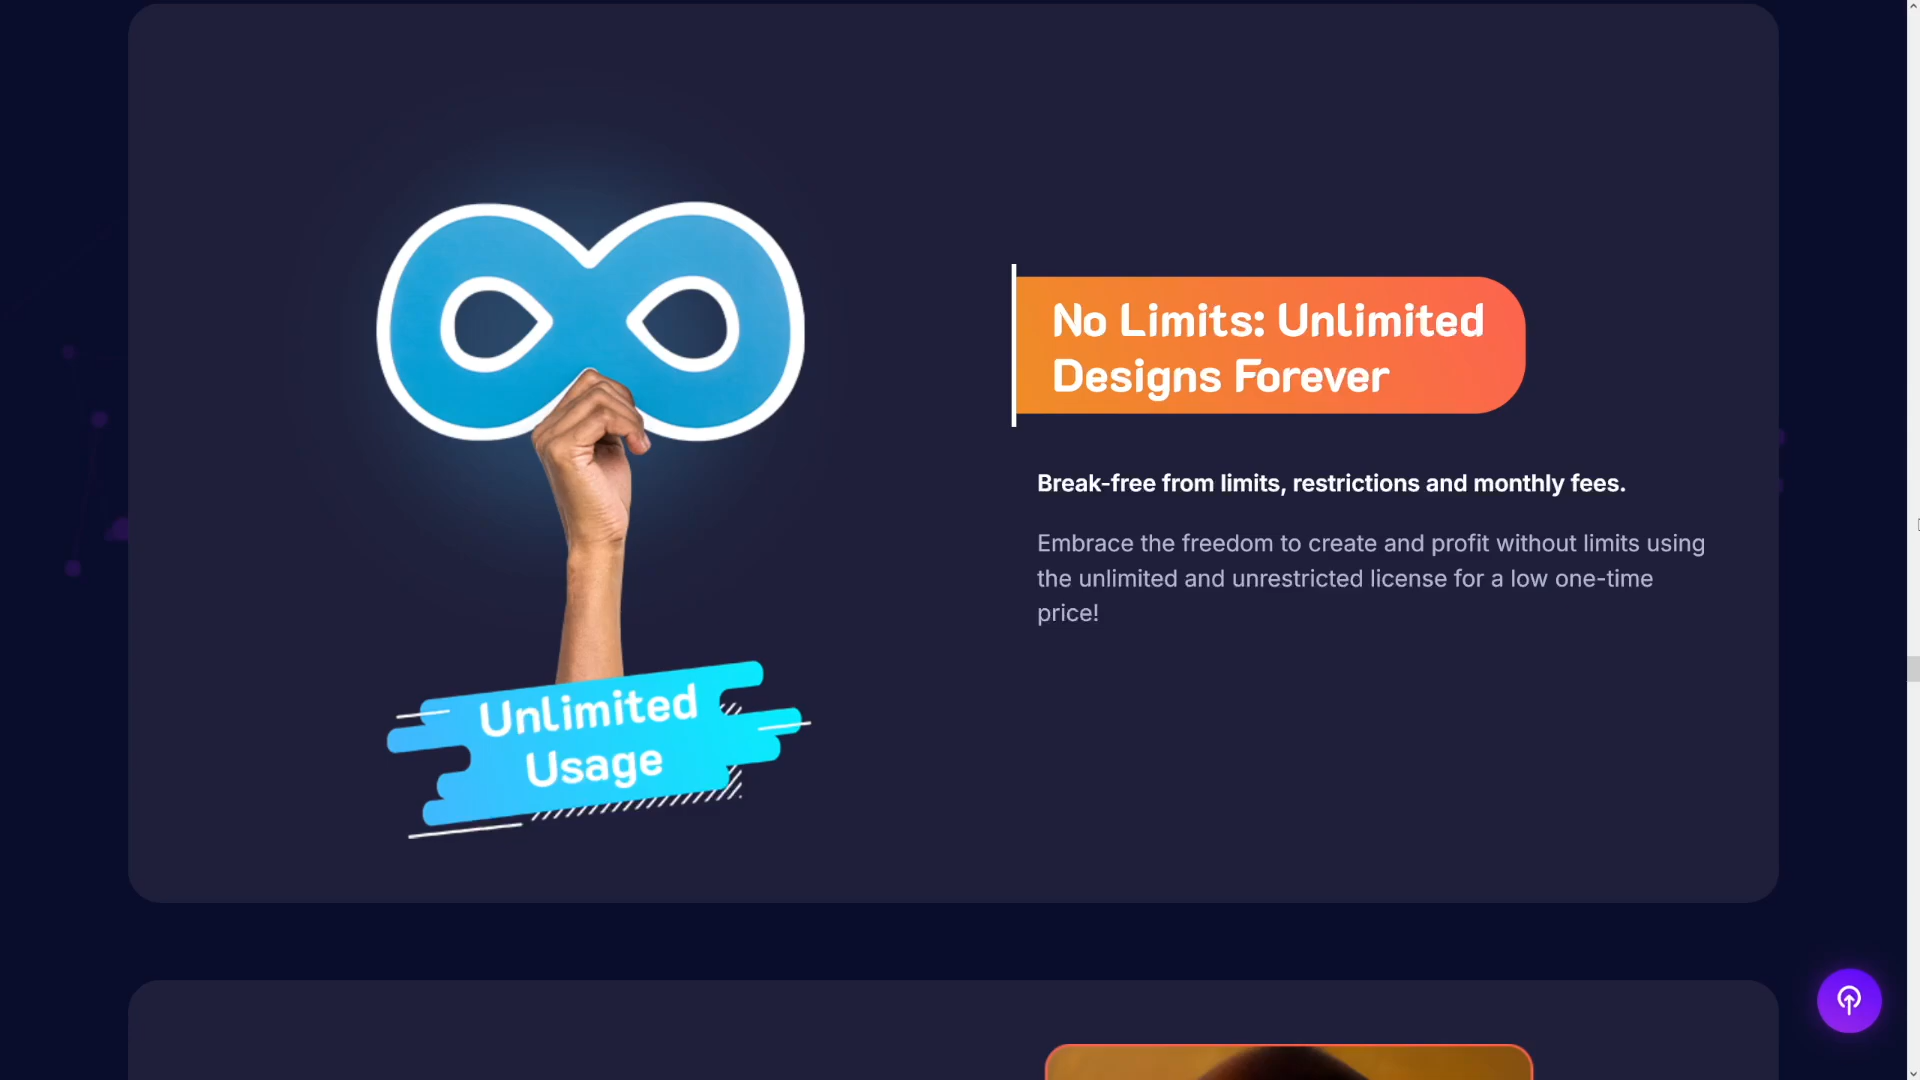 No Limits: Unlimited
Designs Forever
Break-free from limits, restrictions and monthly fees.
Embrace the freedom to create and profit without limits using
the unlimited and unrestricted license for a low one-time
price!
Unlimited
Usage